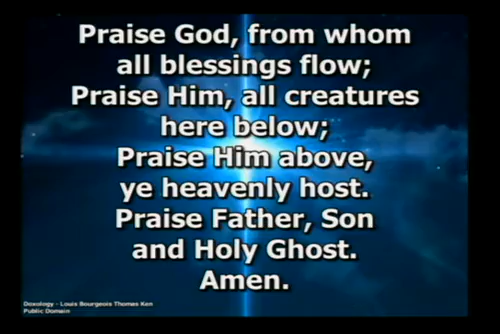 Praise God, from whom
all blessings flow;
Praise Him, all creatures
here below;
Praise Him above,
ye heavenly host.
Praise Father, Son
and Holy Ghost.
Amen.
Doxology - Louis Bourgeois Thomas Ken
Public Domain